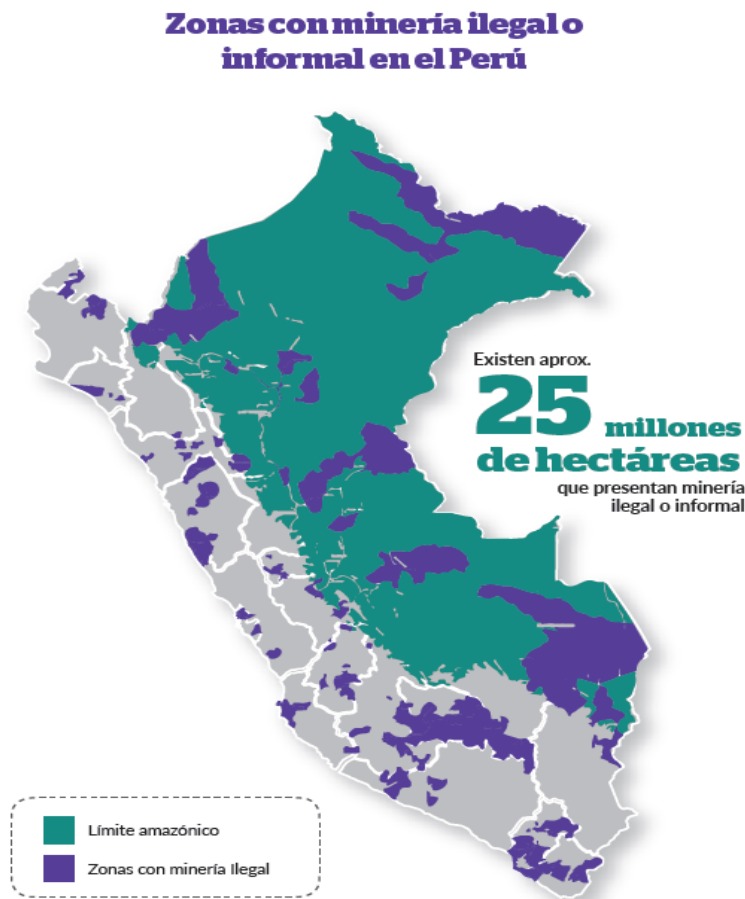 Zonas con minería ilegal o
informal en el Perú
Existen aprox.
25 millones
de hectáreas
que presentan minería
ilegal o informal
Límite amazónico
Zonas con minería Ilegal